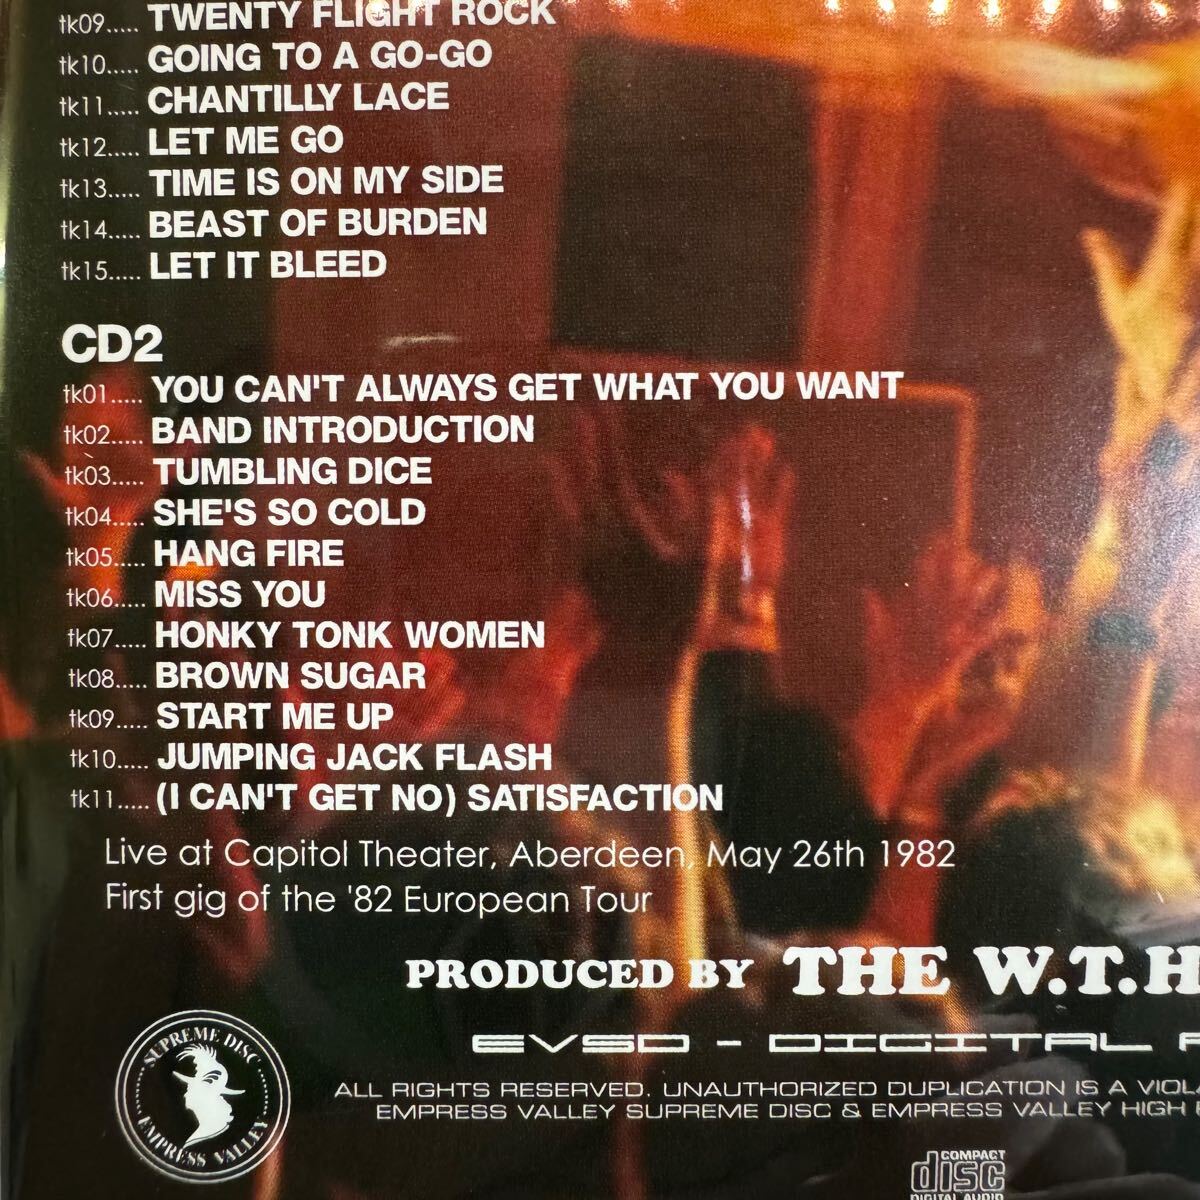 tk09..... TWENTY FLIGHT ROCK
tk10..... GOING TO A GO-GO
tk11..... CHANTILLY LACE
tk12..... LET ME GO
tk13..... TIME IS ON MY SIDE
tk14..... BEAST OF BURDEN
tk15..... LET IT BLEED
CD2
tk01..... YOU CAN'T ALWAYS GET WHAT YOU WANT
tk02..... BAND INTRODUCTION
tk03..... TUMBLING DICE
tk04..... SHE'S SO COLD
tk05..... HANG FIRE
tk06..... MISS YOU
tk07..... HONKY TONK WOMEN
tk08..... BROWN SUGAR
tk09..... START ME UP
tk10..... JUMPING JACK FLASH
tk11..... (I CAN'T GET NO) SATISFACTION
Live at Capitol Theater, Aberdeen, May 26th 1982
First gig of the '82 European Tour
PRODUCED BY THE W.T.H
EVSD - DIGITAL
ALL RIGHTS RESERVED. UNAUTHORIZED DUPLICATION IS A
EMPRESS VALLEY SUPREME DISC & EMPRESS VALLEY HIGH
SUPREME DISC
EMPRESS VALLEY
COMPACT
disc
DIGITAL AUDIO